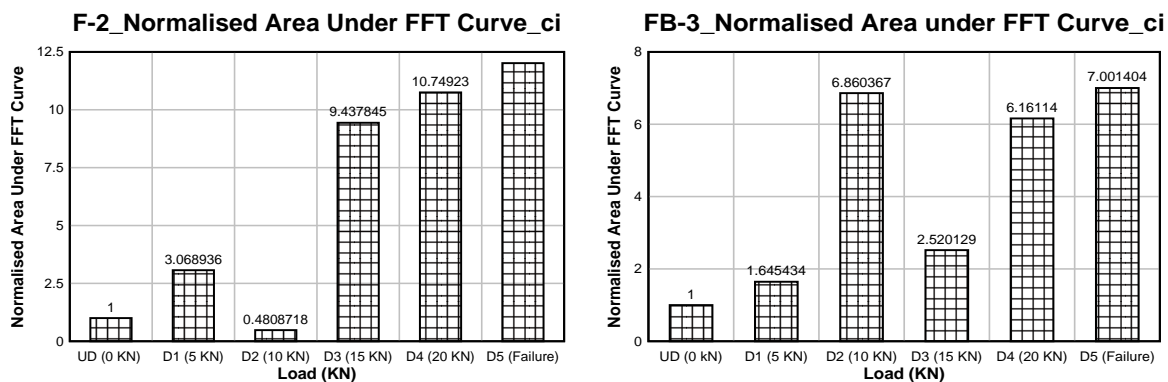 F-2_Normalised Area Under FFT Curve_ci
Normalised Area Under FFT Curve
12.5
10
7.5
5
2.5
0
1
3.068936
0.4808718
9.437845
10.74923
UD (0 KN)
D1 (5 KN)
D2 (10 KN)
D3 (15 KN)
D4 (20 KN)
D5 (Failure)
Load (KN)
FB-3_Normalised Area under FFT Curve_ci
Normalised Area Under FFT Curve
8
6
4
2
0
1
1.645434
6.860367
2.520129
6.16114
7.001404
UD (0 kN)
D1 (5 KN)
D2 (10 KN)
D3 (15 KN)
D4 (20 KN)
D5 (Failure)
Load (KN)